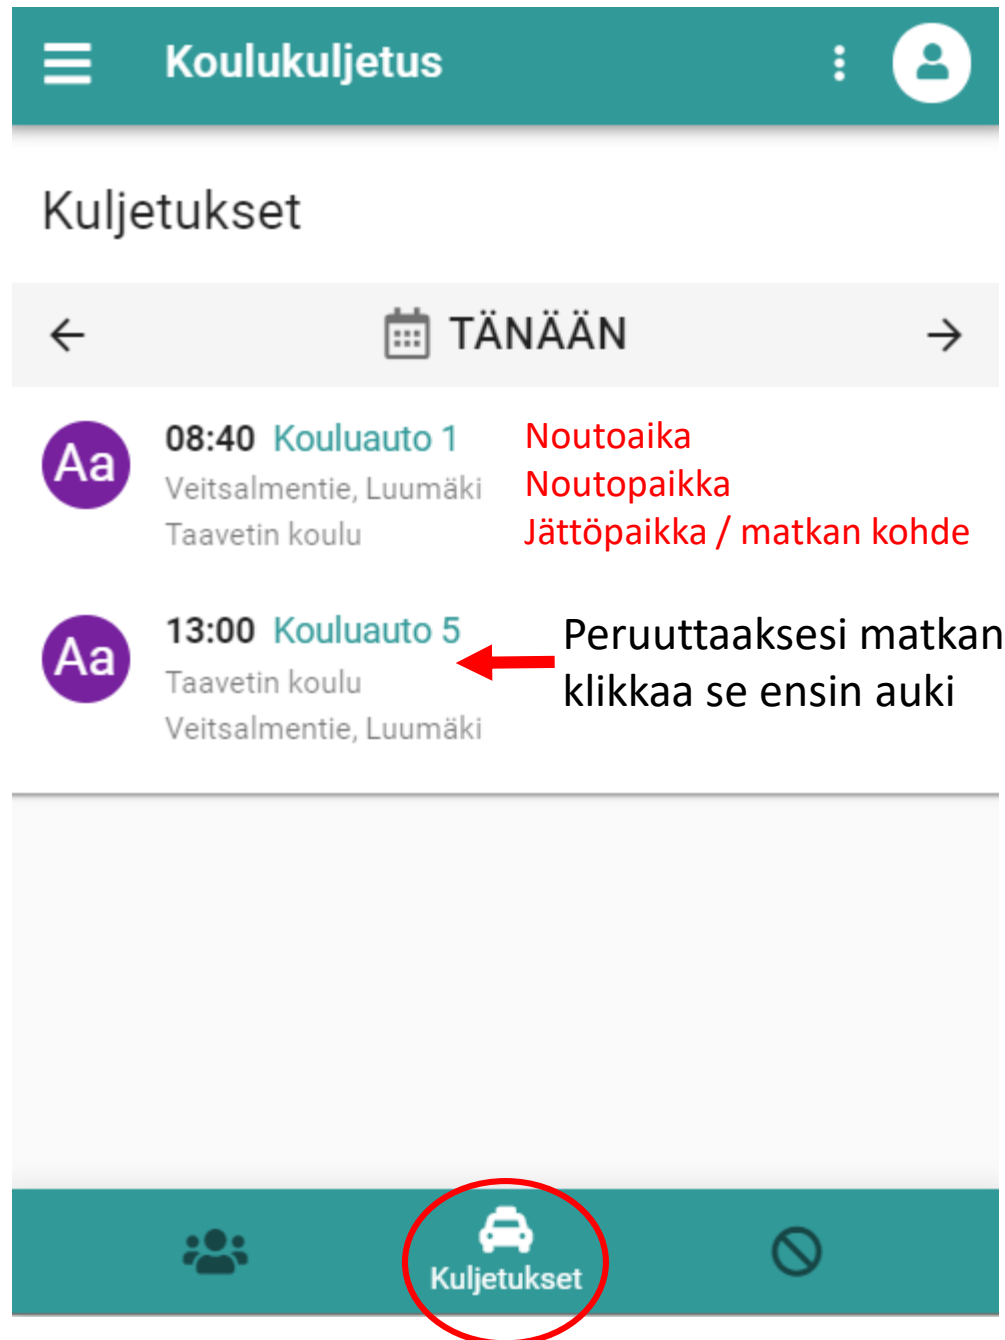 Koulukuljetus
Kuljetukset
TÄNÄÄN
Aa
08:40 Kouluauto 1
Veitsalmentie, Luumäki
Taavetin koulu
Noutoaika
Noutopaikka
Jättöpaikka / matkan kohde
Aa
13:00 Kouluauto 5
Taavetin koulu
Veitsalmentie, Luumäki
Peruuttaaksesi matkan
klikkaa se ensin auki
Kuljetukset